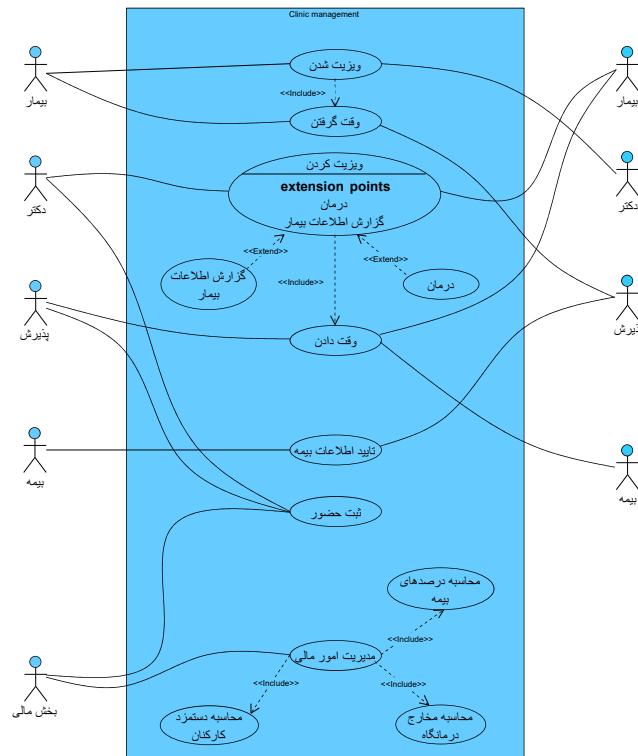 Clinic management
ویزیت شدن
<<Include>>
وقت گرفتن
بیمار
بیمار
ویزیت کردن
extension points
درمان
گزارش اطلاعات بیمار
دکتر
دکتر
<<Extend>>
<<Extend>>
<<Include>>
گزارش اطلاعات
بیمار
درمان
پذیرش
ذیرش
وقت دادن
تایید اطلاعات بیمه
بیمه
بیمه
ثبت حضور
محاسبه درصدهای
بیمه
<<Include>>
مدیریت امور مالی
<<Include>>
<<Include>>
بخش مالی
محاسبه دستمزد
کارکنان
محاسبه مخارج
درمانگاه